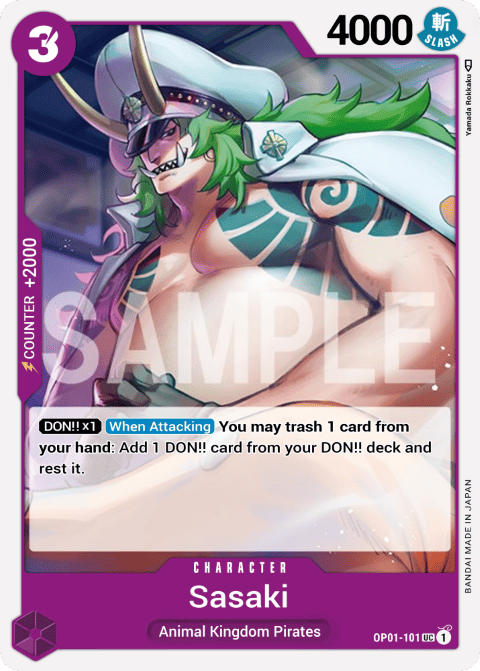 3
4000
斬
SLASH
Yamada Rokkaku
COUNTER +2000
SAMPLE
DON!! x1 When Attacking You may trash 1 card from
your hand: Add 1 DON!! card from your DON!! deck and
rest it.
BANDAI MADE IN JAPAN
CHARACTER
Sasaki
Animal Kingdom Pirates
OP01-101 UC 1